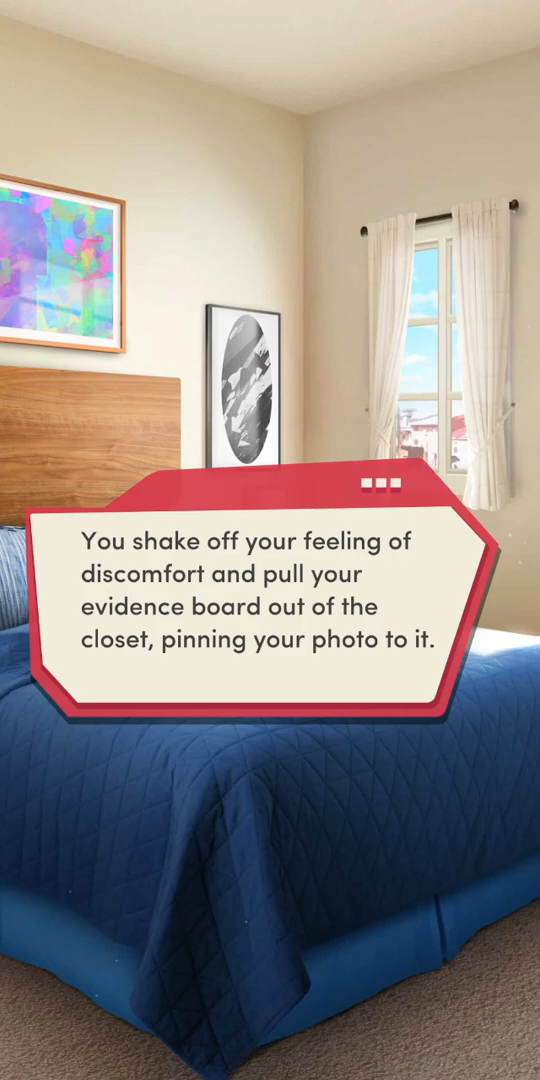 You shake off your feeling of
discomfort and pull your
evidence board out of the
closet, pinning your photo to it.